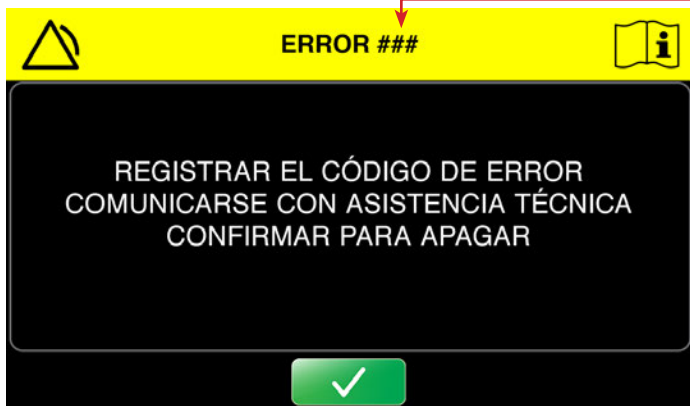 ERROR ###
REGISTRAR EL CÓDIGO DE ERROR
COMUNICARSE CON ASISTENCIA TÉCNICA
CONFIRMAR PARA APAGAR